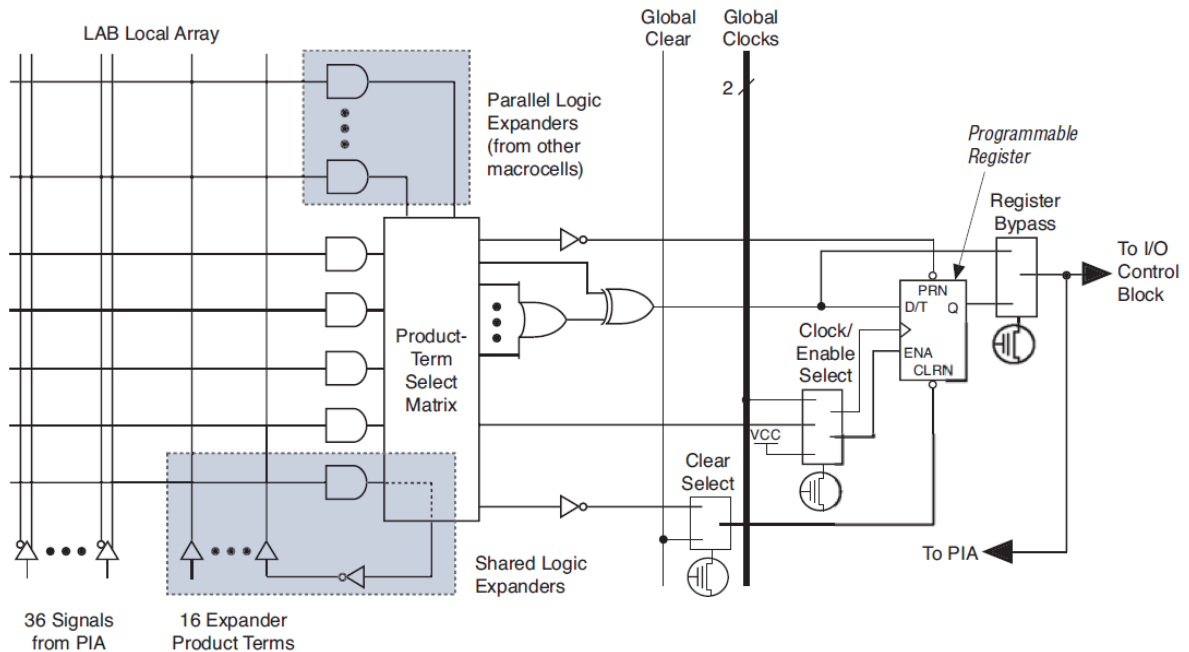 LAB Local Array
Global
Clear
Global
Clocks
2
Parallel Logic
Expanders
(from other
macrocells)
Programmable
Register
Register
Bypass
To I/O
Control
Block
PRN
D/T
Q
ENA
CLRN
Clock/
Enable
Select
Product-
Term
Select
Matrix
VCC
Clear
Select
To PIA
Shared Logic
Expanders
36 Signals
from PIA
16 Expander
Product Terms